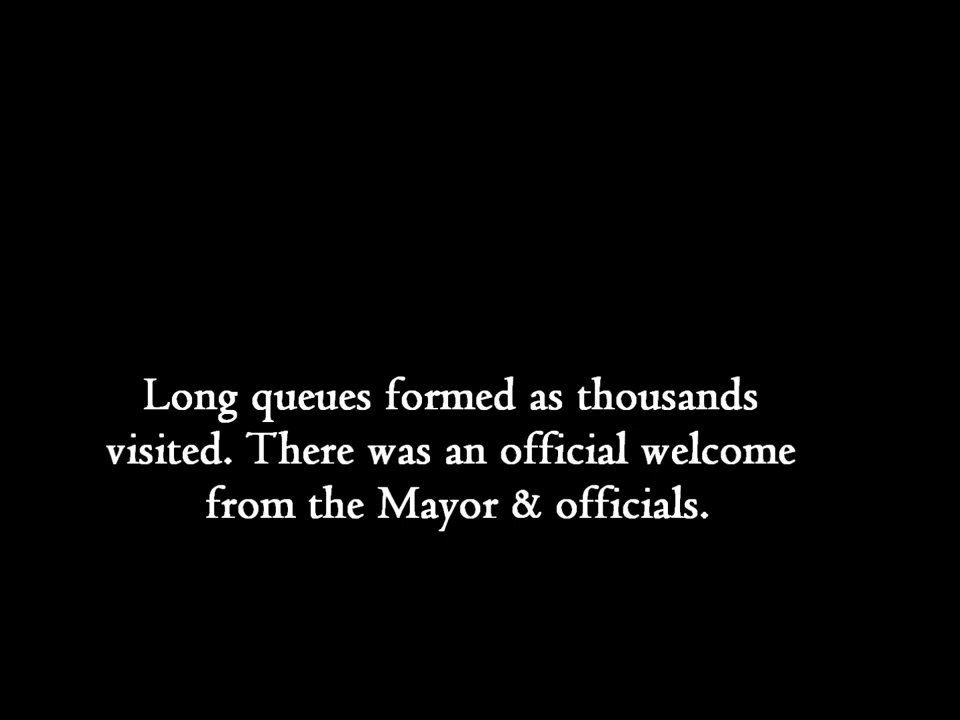 Long queues formed as thousands
visited. There was an official welcome
from the Mayor & officials.